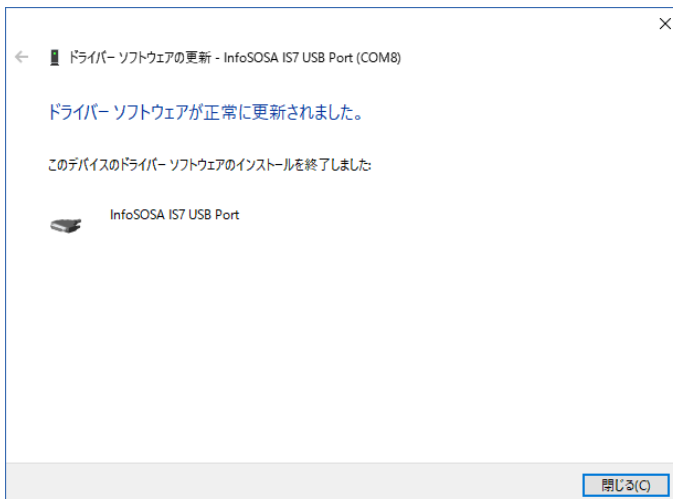 ドライバー ソフトウェアの更新 - InfoSOSA IS7 USB Port (COM8)
ドライバー ソフトウェアが正常に更新されました。
このデバイスのドライバー ソフトウェアのインストールを終了しました:
InfoSOSA IS7 USB Port
閉じる(C)